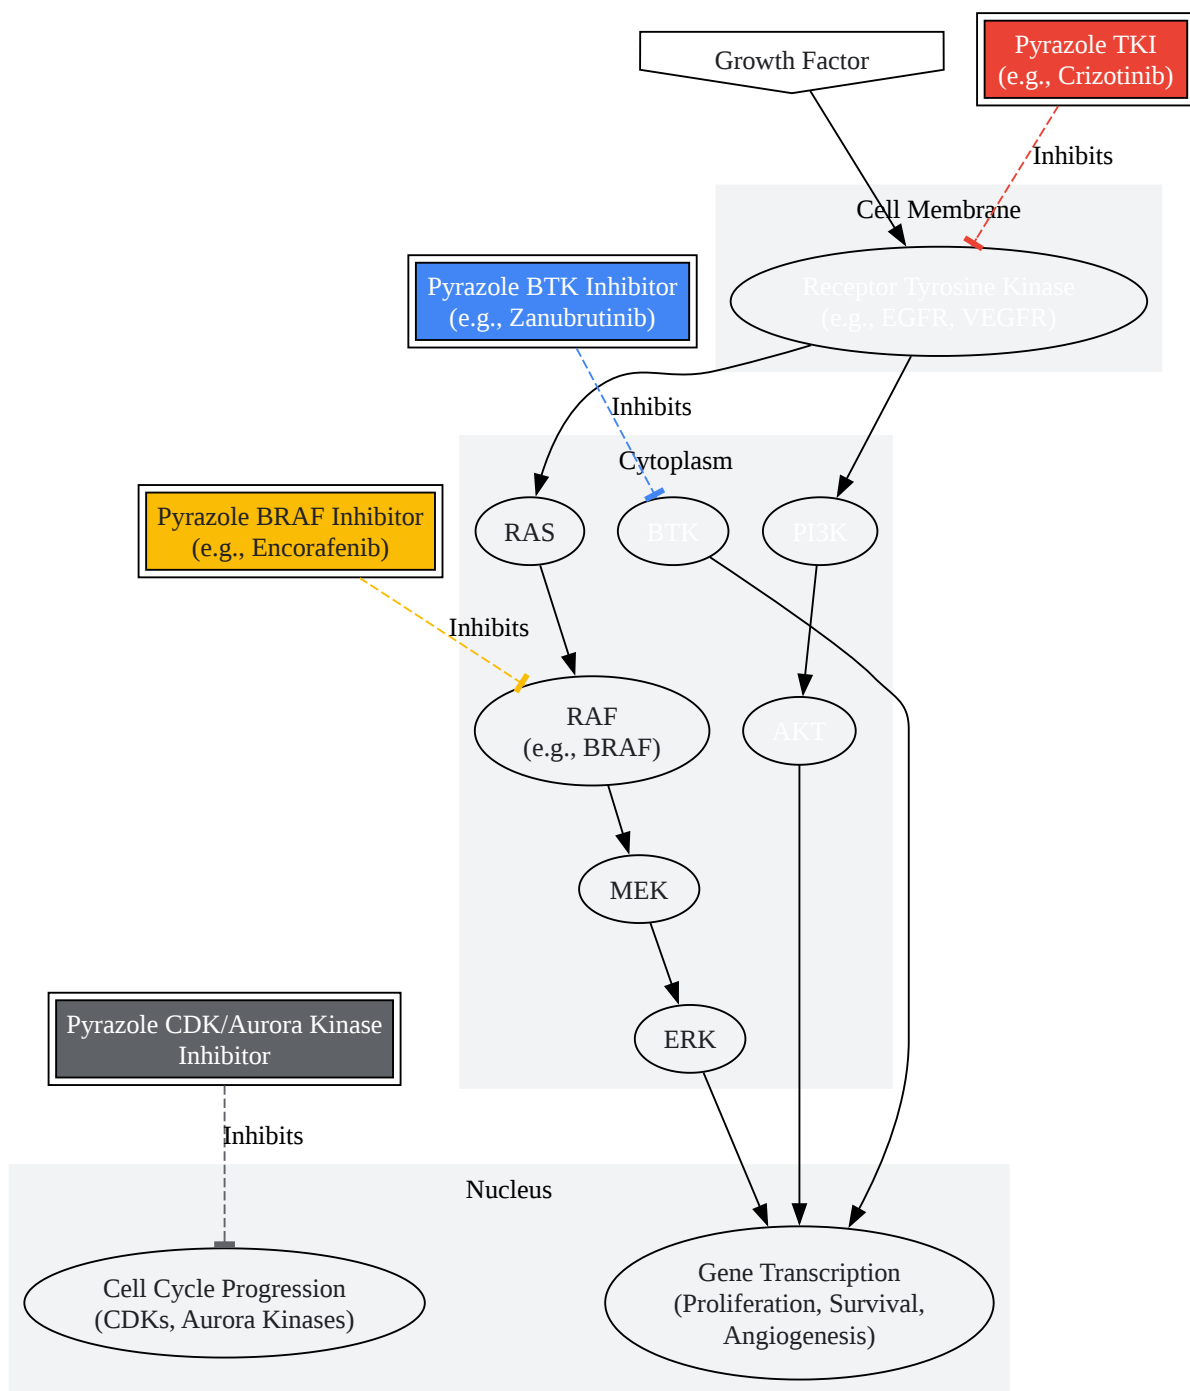 Growth Factor
Pyrazole TKI
(e.g., Crizotinib)
Inhibits
Cell Membrane
Pyrazole BTK Inhibitor
(e.g., Zanubrutinib)
Receptor Tyrosine Kinase
(e.g., EGFR, VEGFR)
Inhibits
Cytoplasm
Pyrazole BRAF Inhibitor
(e.g., Encorafenib)
RAS
BTK
PI3K
Inhibits
RAF
(e.g., BRAF)
AKT
MEK
Pyrazole CDK/Aurora Kinase
Inhibitor
ERK
Inhibits
Nucleus
Cell Cycle Progression
(CDKs, Aurora Kinases)
Gene Transcription
(Proliferation, Survival,
Angiogenesis)